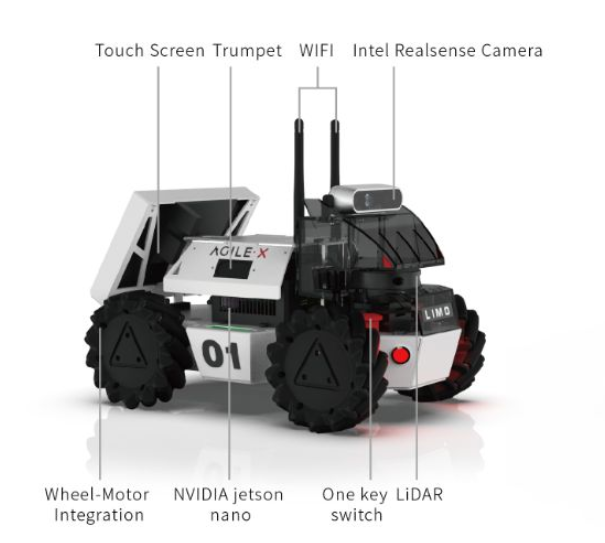 Touch Screen
Trumpet
WIFI
Intel Realsense Camera
AGILE·X
LIMO
01
Wheel-Motor
Integration
NVIDIA jetson
nano
One key
switch
LiDAR